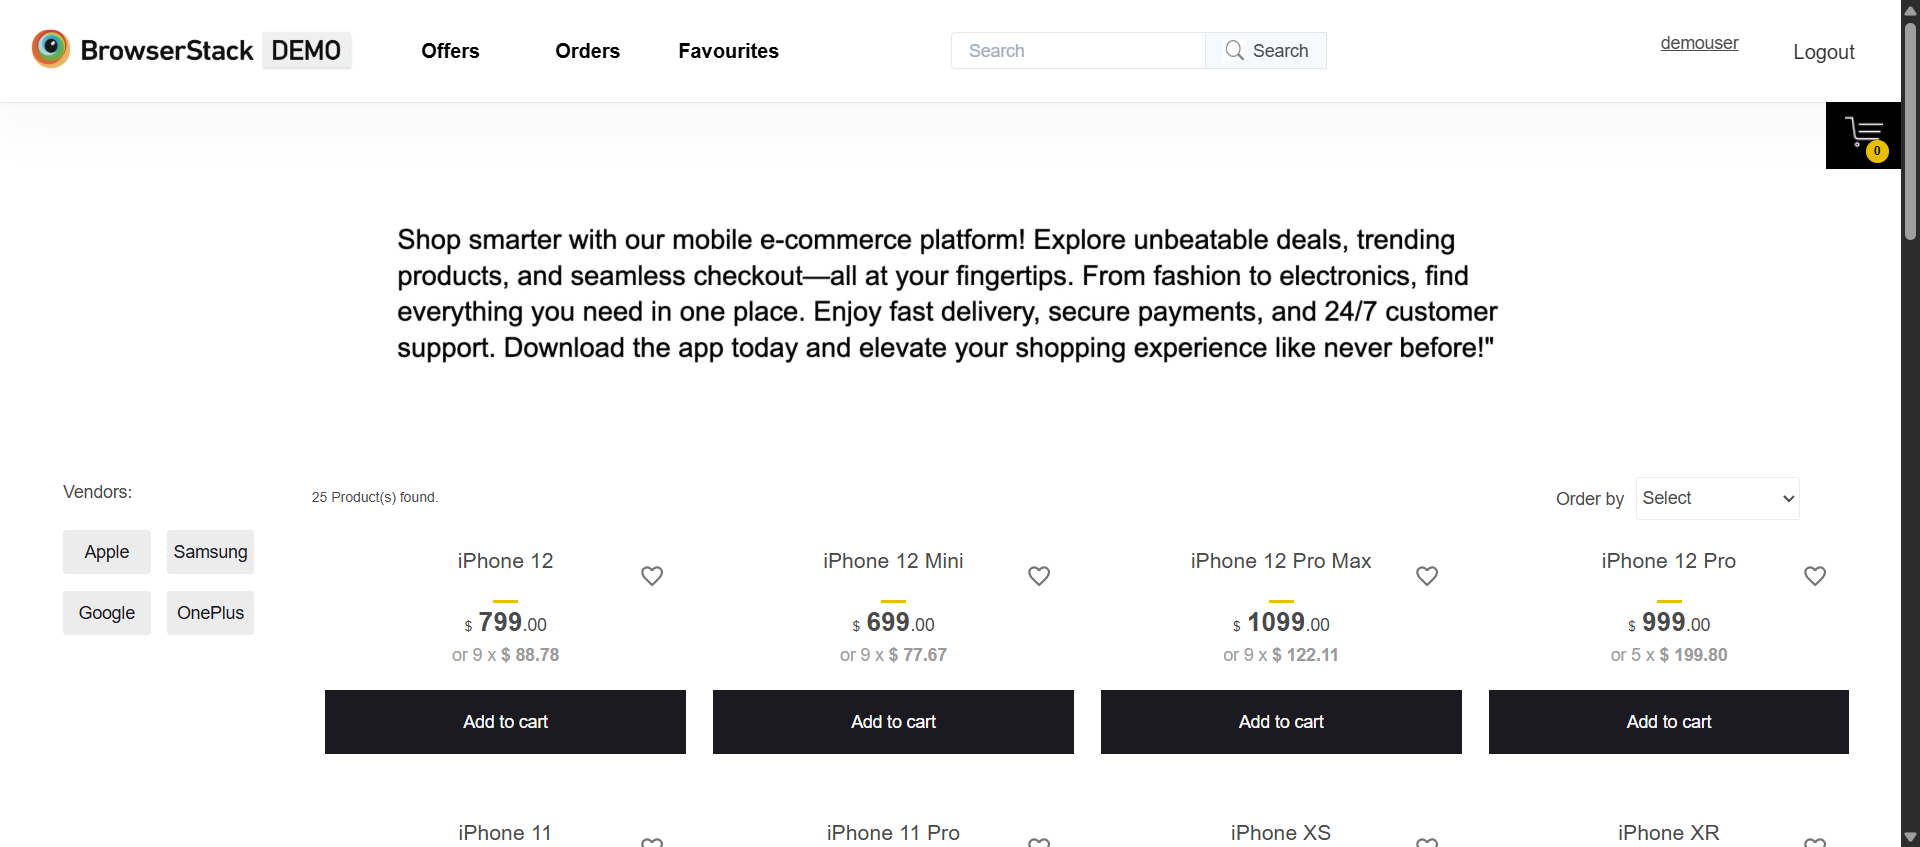 BrowserStack DEMO
Offers
Orders
Favourites
Search
Search
demouser
Logout
0
Shop smarter with our mobile e-commerce platform! Explore unbeatable deals, trending
products, and seamless checkout—all at your fingertips. From fashion to electronics, find
everything you need in one place. Enjoy fast delivery, secure payments, and 24/7 customer
support. Download the app today and elevate your shopping experience like never before!"
Vendors:
Apple
Samsung
Google
OnePlus
25 Product(s) found.
Order by
Select
iPhone 12
$ 799.00
or 9 x $ 88.78
Add to cart
iPhone 12 Mini
$ 699.00
or 9 x $ 77.67
Add to cart
iPhone 12 Pro Max
$ 1099.00
or 9 x $ 122.11
Add to cart
iPhone 12 Pro
$ 999.00
or 5 x $ 199.80
Add to cart
iPhone 11
iPhone 11 Pro
iPhone XS
iPhone XR